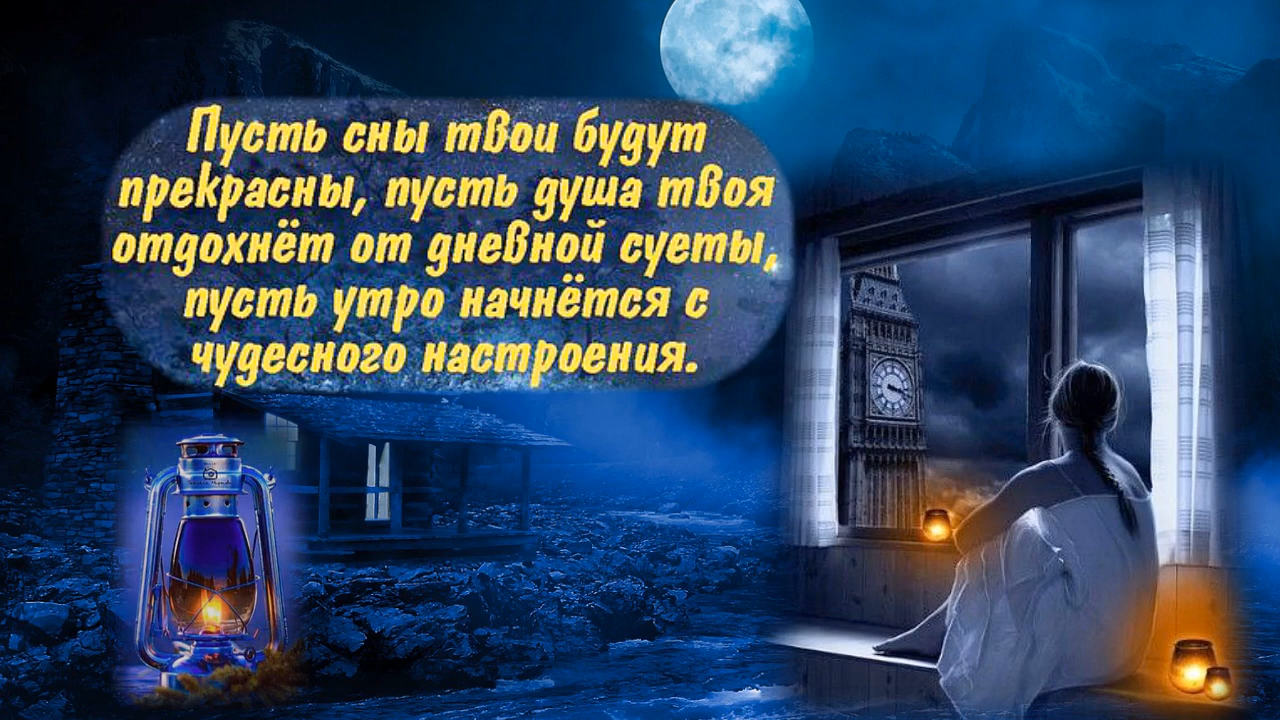 Пусть сны твои будут
прекрасны, пусть душа твоя
отдохнёт от дневной суеты,
пусть утро начнётся с
чудесного настроения.